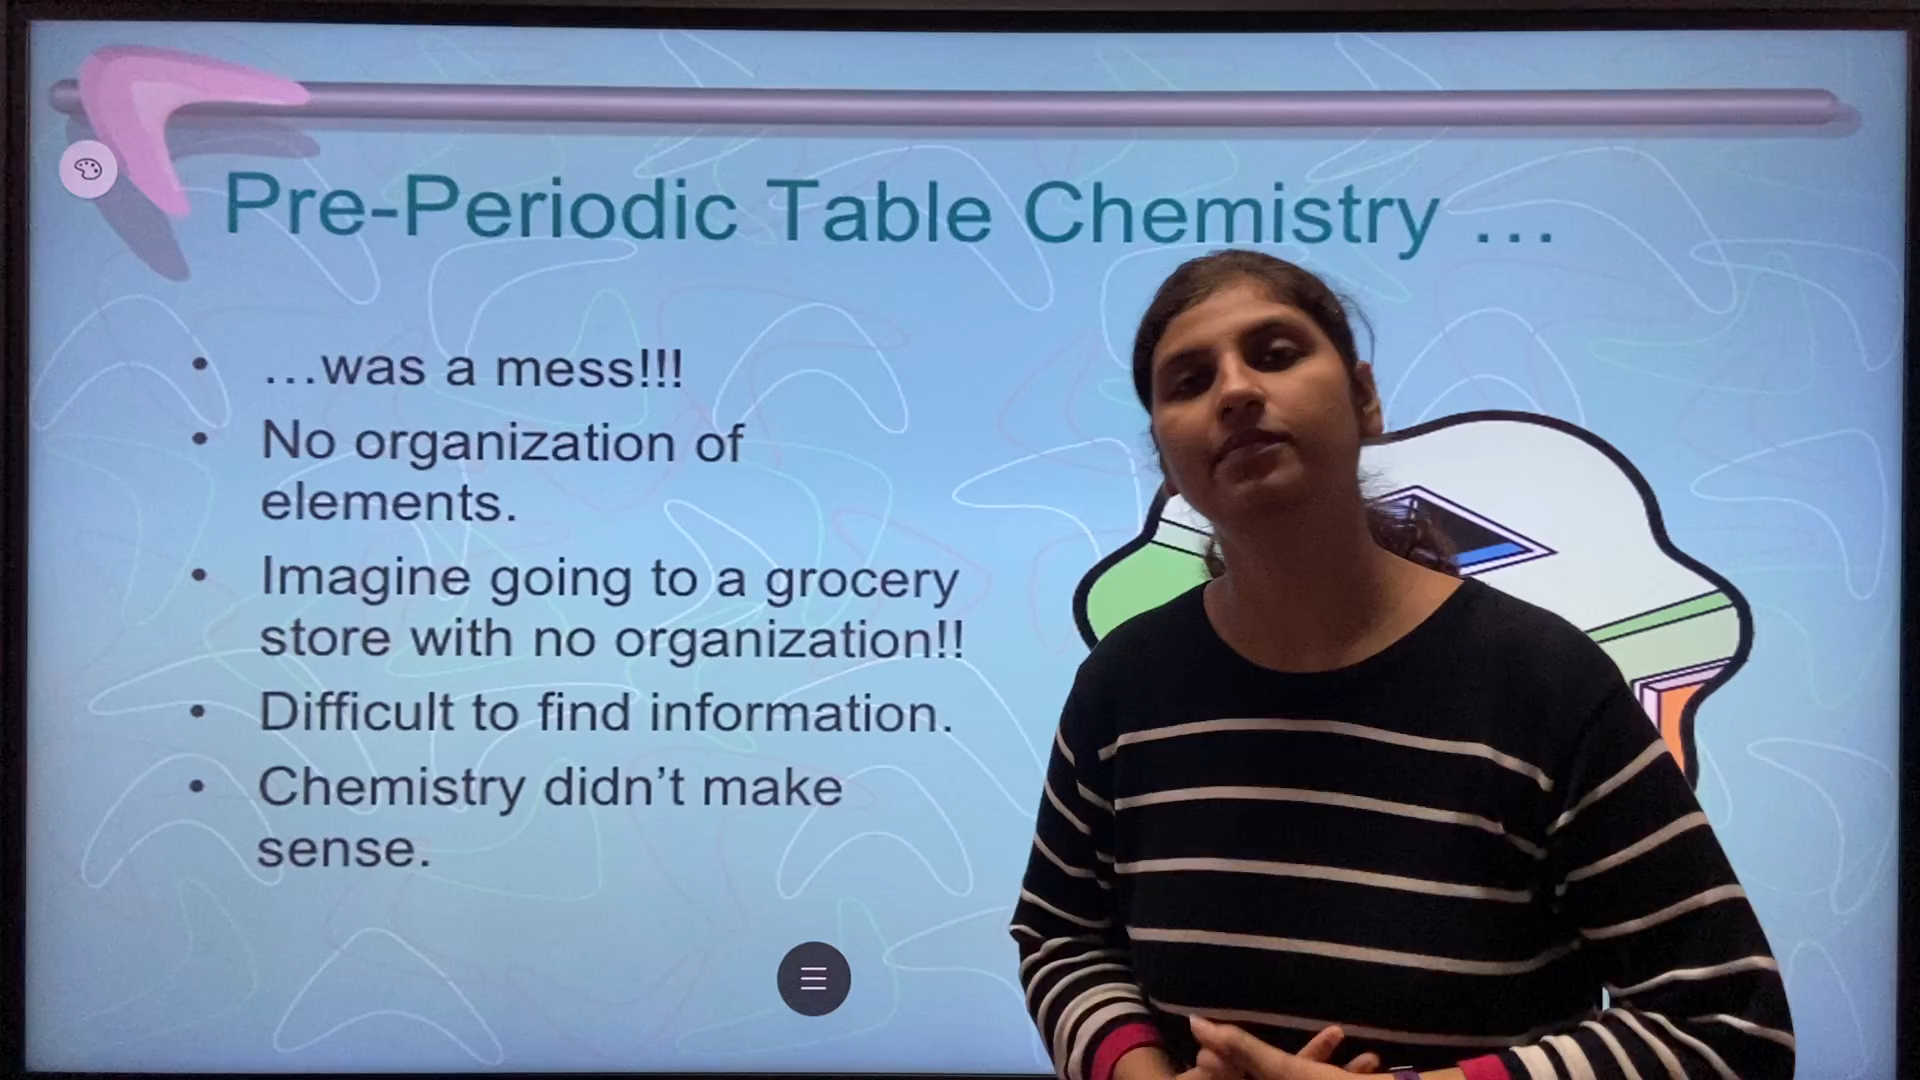 Pre-Periodic Table Chemistry …
• …was a mess!!!
• No organization of
elements.
• Imagine going to a grocery
store with no organization!!
• Difficult to find information.
• Chemistry didn’t make
sense.